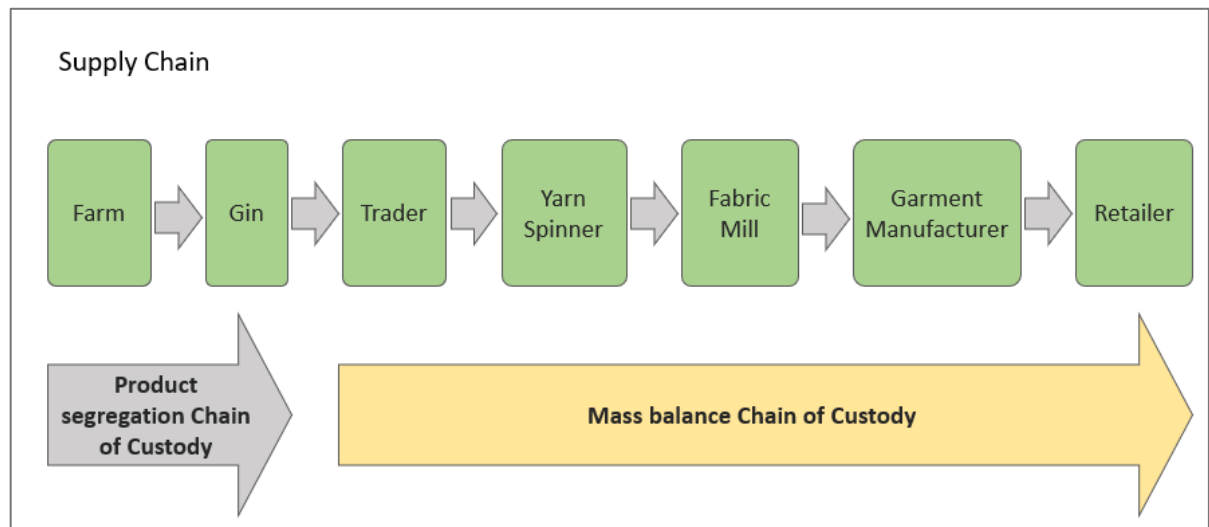 Supply Chain
Farm
Gin
Trader
Yarn
Spinner
Fabric
Mill
Garment
Manufacturer
Retailer
Product
segregation Chain
of Custody
Mass balance Chain of Custody